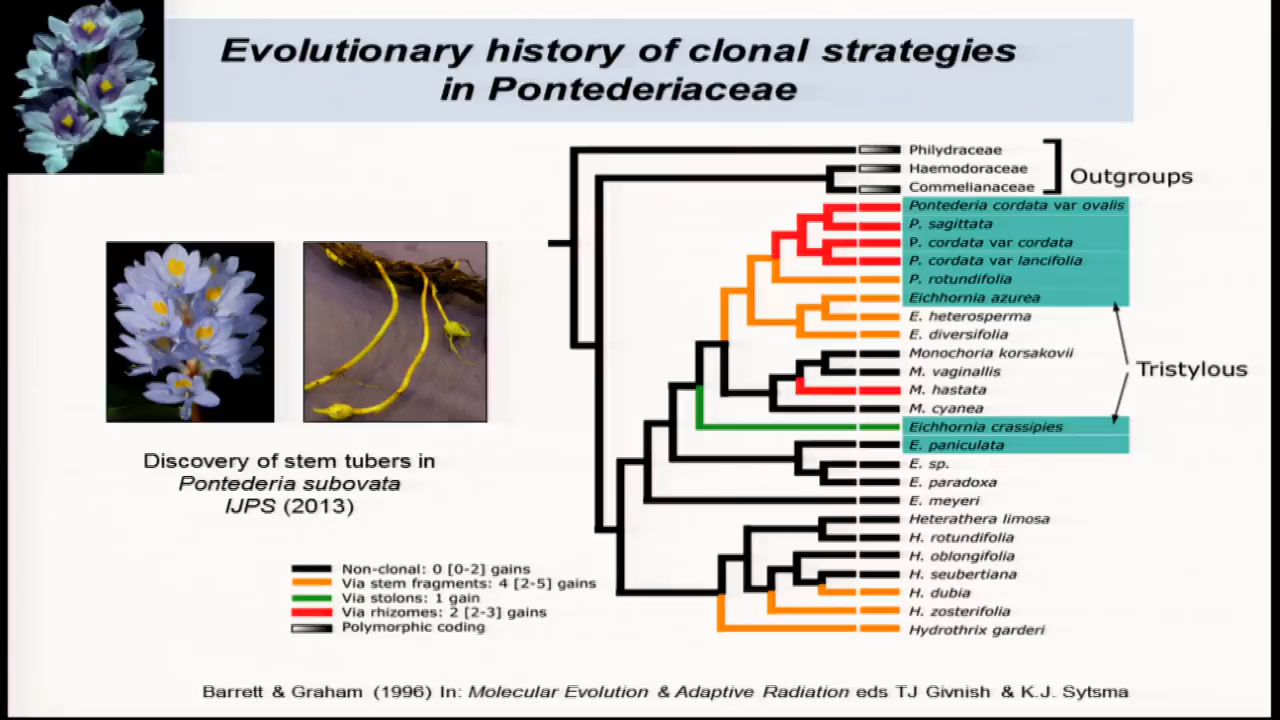 Evolutionary history of clonal strategies
in Pontederiaceae
Philydraceae
Haemodoraceae
Commelianaceae
Outgroups
Pontederia cordata var ovalis
P. sagittata
P. cordata var cordata
P. cordata var lancifolia
P. rotundifolia
Eichhornia azurea
E. heterosperma
E. diversifolia
Monochoria korsakovii
M. vaginallis
M. hastata
M. cyanea
Tristylous
Eichhornia crassipies
E. paniculata
E. sp.
E. paradoxa
E. meyeri
Heterathera limosa
H. rotundifolia
H. oblongifolia
H. seubertiana
H. dubia
H. zosterifolia
Hydrothrix garderi
Discovery of stem tubers in
Pontederia subovata
IJPS (2013)
Non-clonal: 0 [0-2] gains
Via stem fragments: 4 [2-5] gains
Via stolons: 1 gain
Via rhizomes: 2 [2-3] gains
Polymorphic coding
Barrett & Graham (1996) In: Molecular Evolution & Adaptive Radiation eds TJ Givnish & K.J. Sytsma